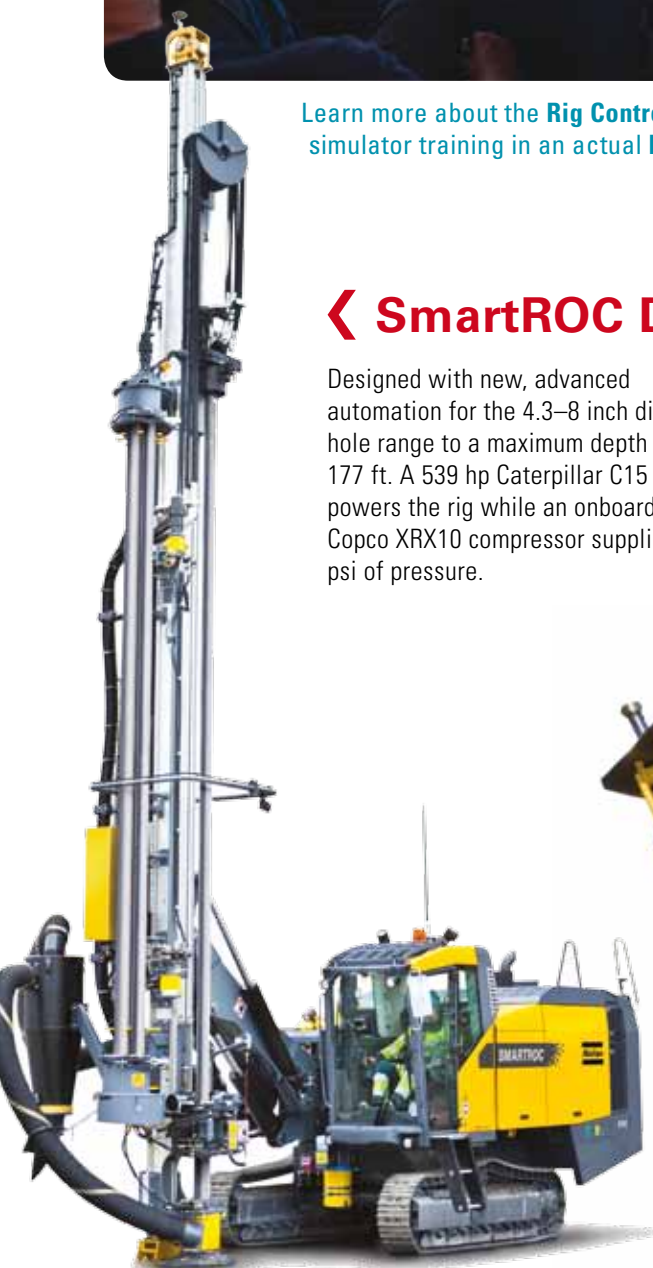 Learn more about the Rig Contr
simulator training in an actual
SmartROC
Designed with new, advanced
automation for the 4.3–8 inch di
hole range to a maximum depth
177 ft. A 539 hp Caterpillar C15
powers the rig while an onboard
Copco XRX10 compressor suppli
psi of pressure.
SMARTROC